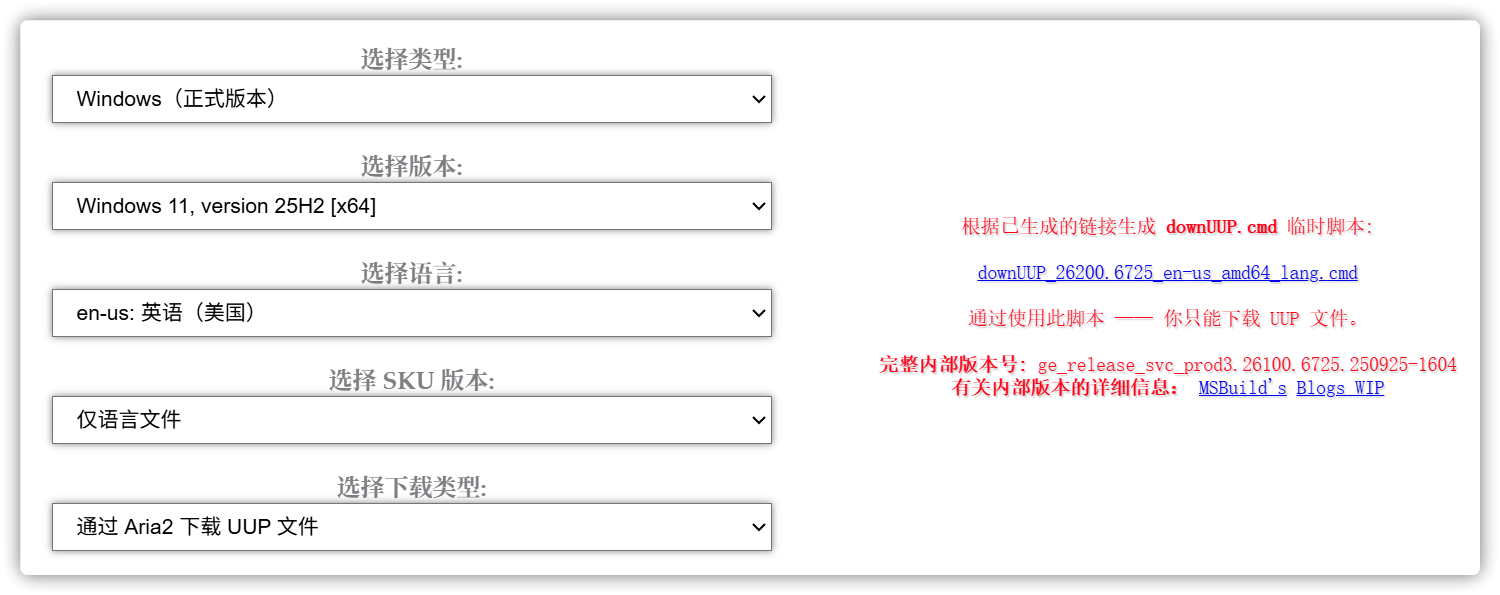 选择类型:
Windows（正式版本）
选择版本:
Windows 11, version 25H2 [x64]
选择语言:
en-us: 英语（美国）
选择 SKU 版本:
仅语言文件
选择下载类型:
通过 Aria2 下载 UUP 文件
根据已生成的链接生成 downUUP.cmd 临时脚本:
downUUP_26200.6725_en-us_amd64_lang.cmd
通过使用此脚本 —— 你只能下载 UUP 文件。
完整内部版本号: ge_release_svc_prod3.26100.6725.250925-1604
有关内部版本的详细信息： MSBuild's Blogs WIP